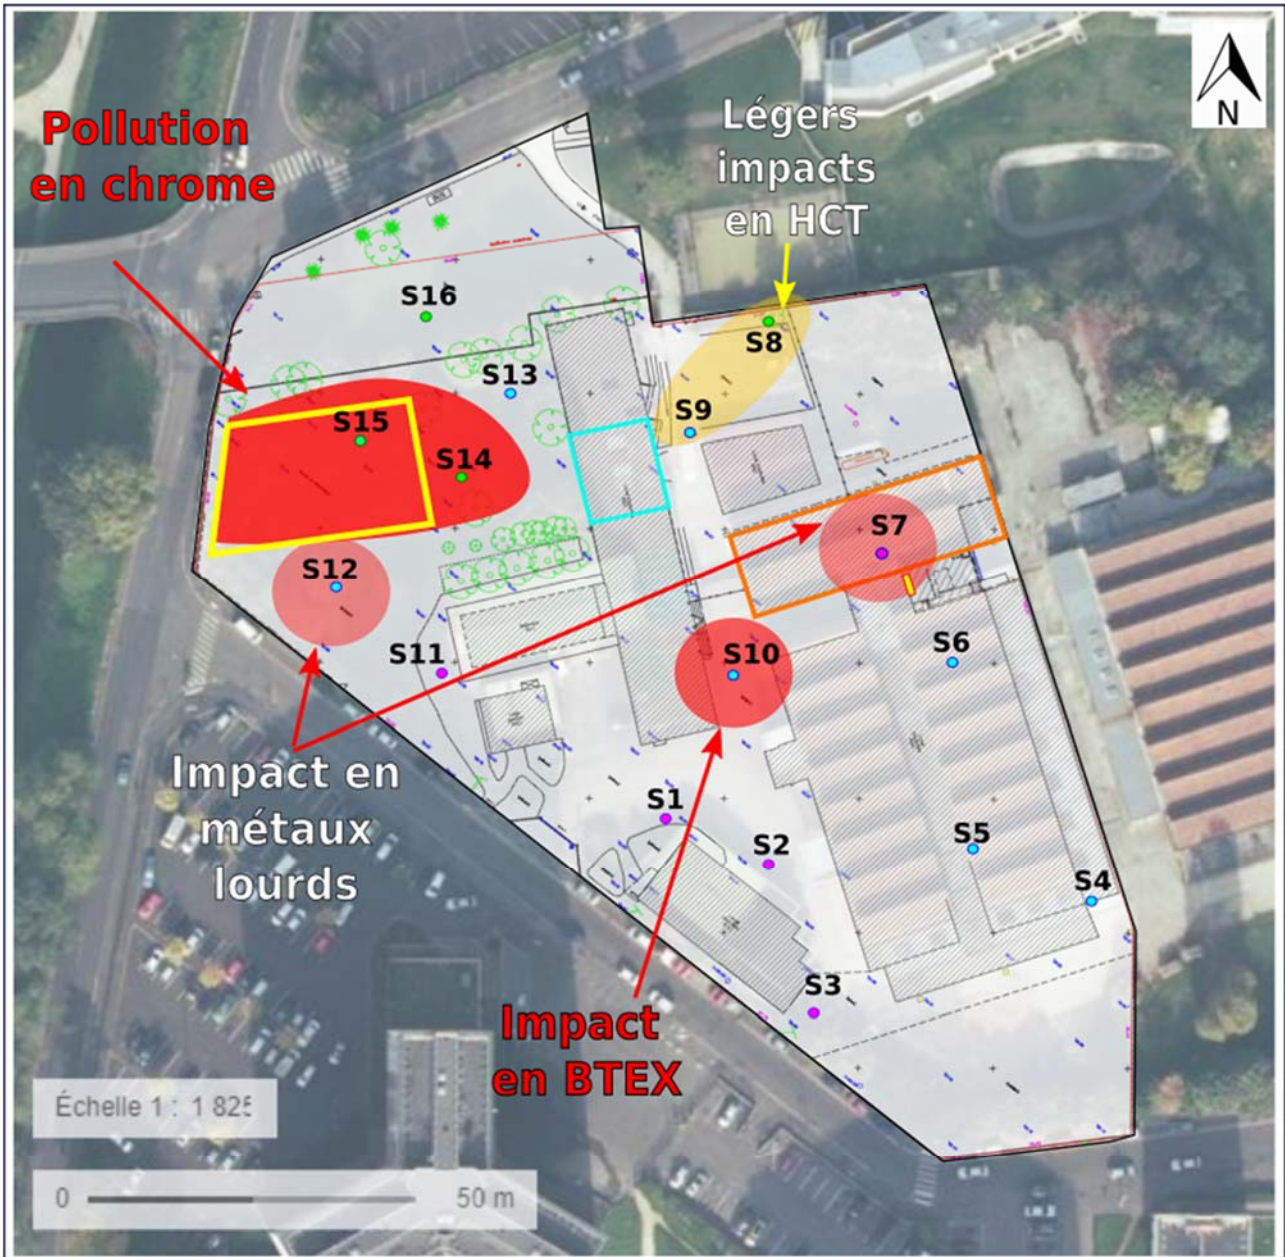 N
Pollution
en chrome
Légers
impacts
en HCT
S16
S8
S13
S9
S15
S14
S7
S12
S6
S11
S10
Impact en
métaux
lourds
S1
S2
S5
S4
S3
Impact
en BTEX
Échelle 1 : 1 825
0 50 m